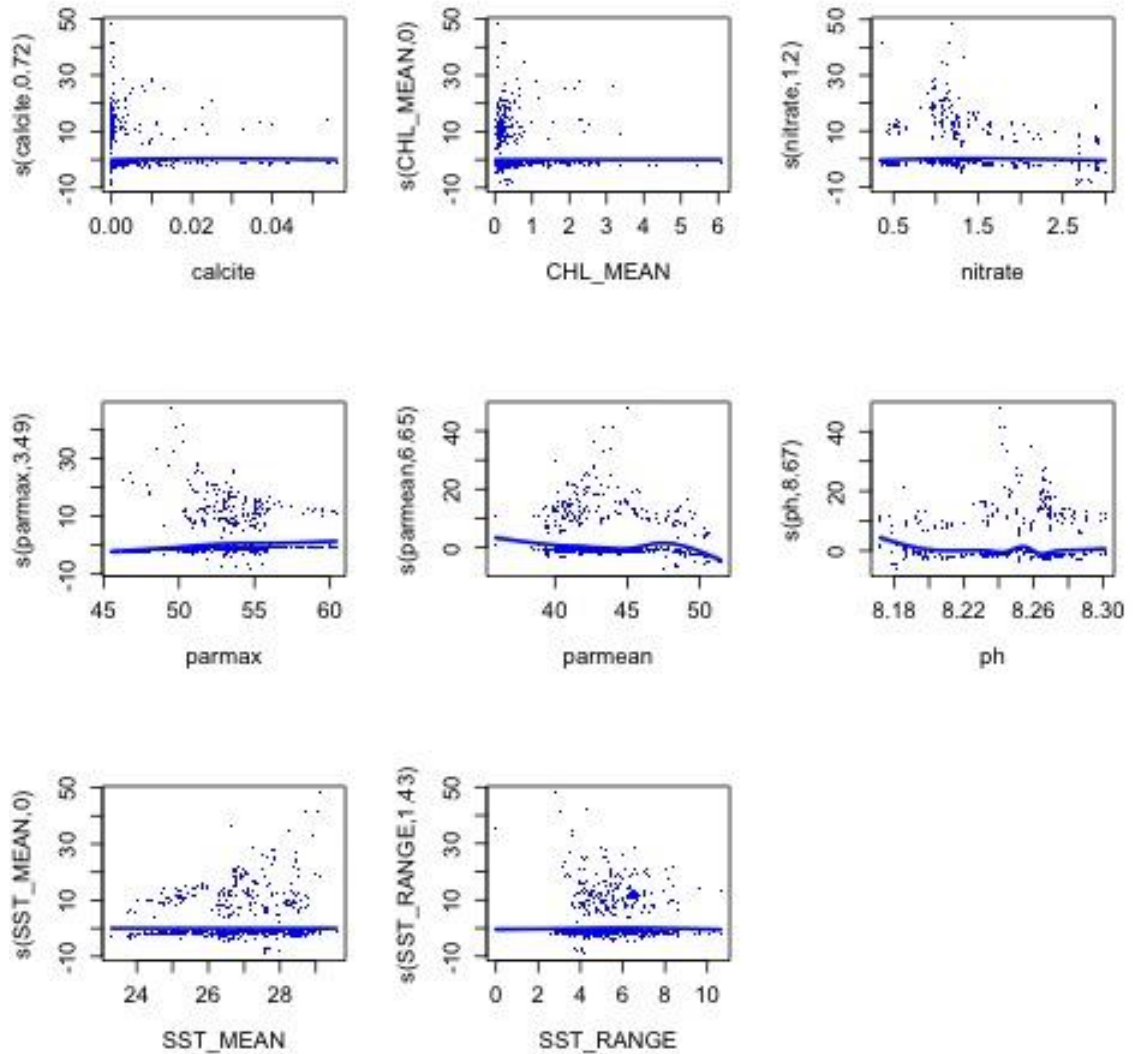 s(calcite,0.72)
50
30
10
-10
0.00 0.02 0.04
calcite
s(CHL_MEAN,0)
50
30
10
-10
0 1 2 3 4 5 6
CHL_MEAN
s(nitrate,1.2)
50
30
10
-10
0.5 1.5 2.5
nitrate
s(parmax,3.49)
30
10
-10
45 50 55 60
parmax
s(parmean,6.65)
40
20
0
40 45 50
parmean
s(ph,8.67)
40
20
0
8.18 8.22 8.26 8.30
ph
s(SST_MEAN,0)
50
30
10
-10
24 26 28
SST_MEAN
s(SST_RANGE,1.43)
50
30
10
-10
0 2 4 6 8 10
SST_RANGE